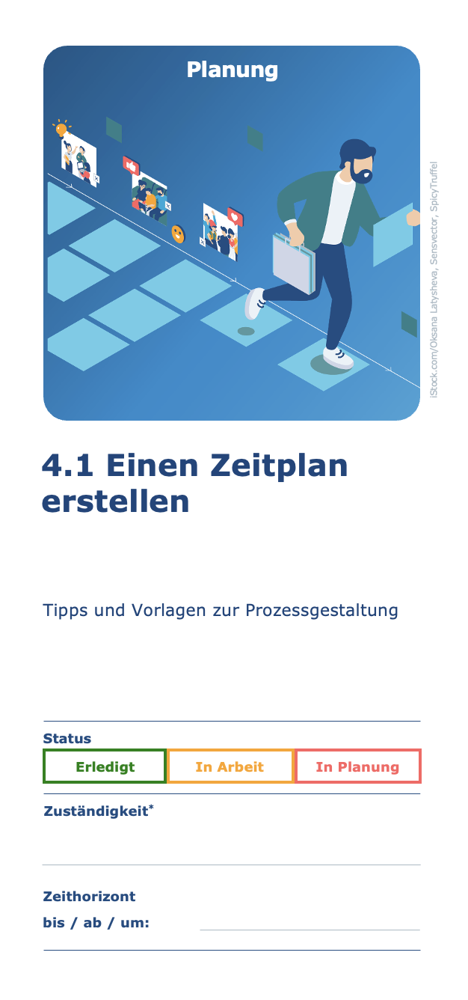 Planung
iStock.com/Oksana Latysheva, Sensvector, SpicyTruffel
4.1 Einen Zeitplan
erstellen
Tipps und Vorlagen zur Prozessgestaltung
Status
Erledigt
In Arbeit
In Planung
Zuständigkeit*
Zeithorizont
bis / ab / um: